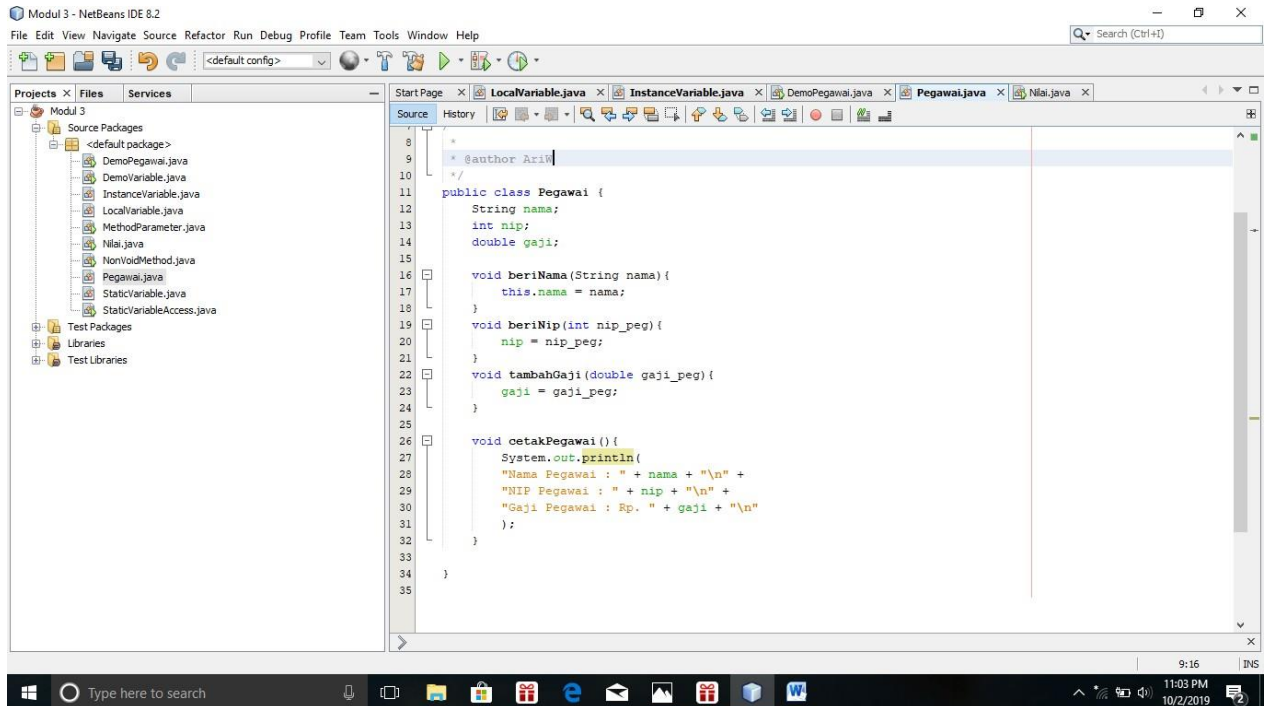 Modul 3 - NetBeans IDE 8.2
File Edit View Navigate Source Refactor Run Debug Profile Team Tools Window Help
Search (Ctrl+I)
<default config>
Projects Files Services
Start Page LocalVariable.java InstanceVariable.java DemoPegawai.java Pegawai.java Nilai.java
Source History
Modul 3
Source Packages
<default package>
DemoPegawai.java
DemoVariable.java
InstanceVariable.java
LocalVariable.java
MethodParameter.java
Nilai.java
NonVoidMethod.java
Pegawai.java
StaticVariable.java
StaticVariableAccess.java
Test Packages
Libraries
Test Libraries
8 *
9 * @author AriW
10 */
11 public class Pegawai {
12 String nama;
13 int nip;
14 double gaji;
15
16 void beriNama(String nama){
17 this.nama = nama;
18 }
19 void beriNip(int nip_peg){
20 nip = nip_peg;
21 }
22 void tambahGaji(double gaji_peg){
23 gaji = gaji_peg;
24 }
25
26 void cetakPegawai(){
27 System.out.println(
28 "Nama Pegawai : " + nama + "\n" +
29 "NIP Pegawai : " + nip + "\n" +
30 "Gaji Pegawai : Rp. " + gaji + "\n"
31 );
32 }
33
34 }
35
9:16 INS
Type here to search
11:03 PM
10/2/2019